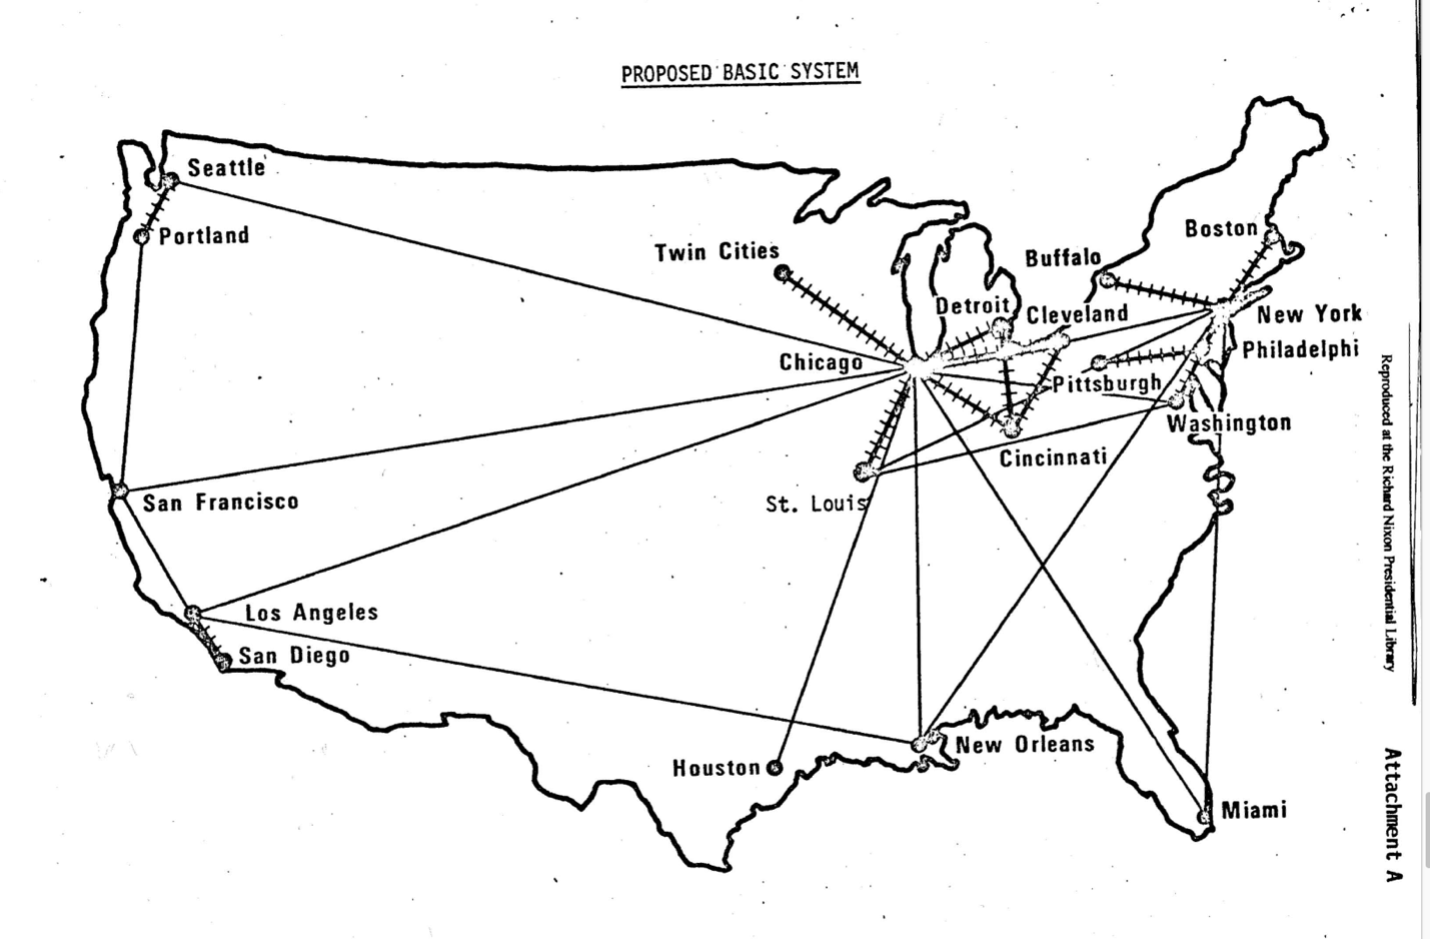 PROPOSED BASIC SYSTEM
Seattle
Portland
Twin Cities
Boston
Buffalo
Detroit
Cleveland
New York
Chicago
Philadelphi
Pittsburgh
Washington
Cincinnati
San Francisco
St. Louis
Los Angeles
San Diego
New Orleans
Houston
Miami
Reproduced at the Richard Nixon Presidential Library
Attachment A